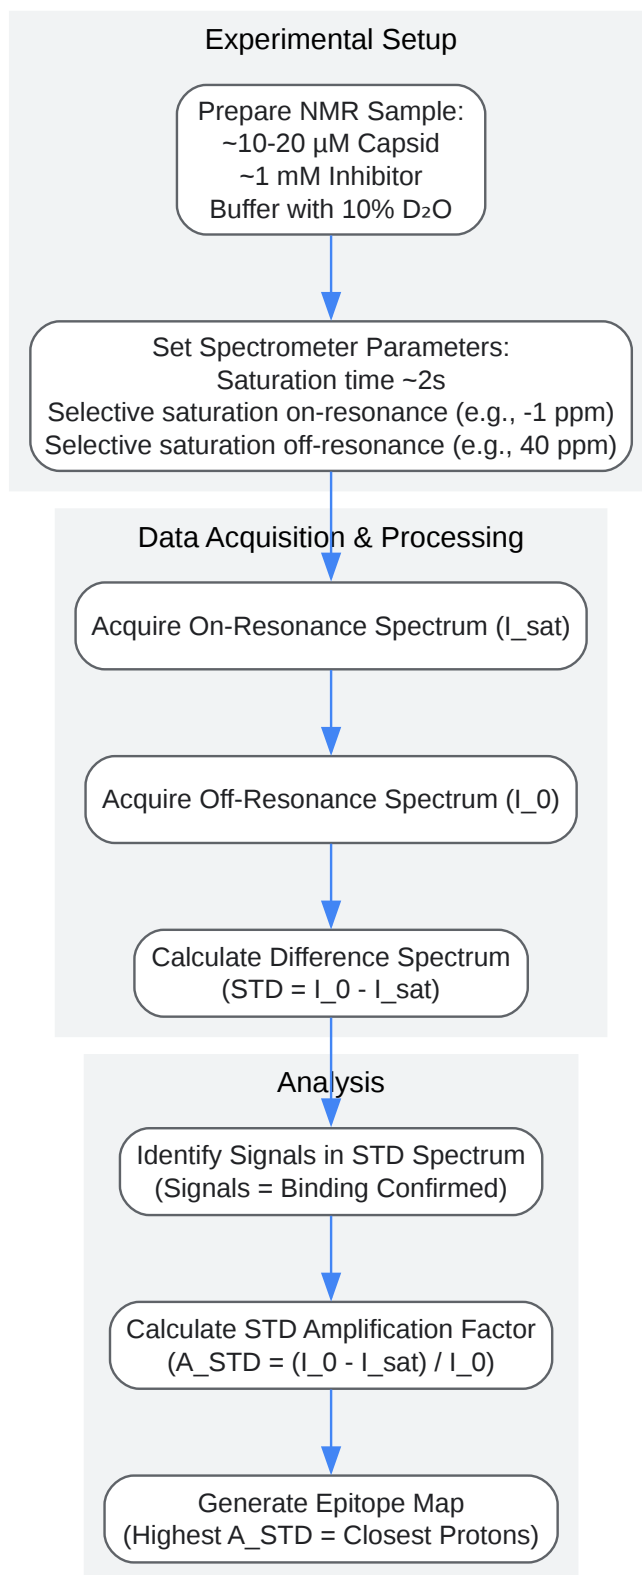 Experimental Setup
Prepare NMR Sample:
~10-20 µM Capsid
~1 mM Inhibitor
Buffer with 10% D₂O
Set Spectrometer Parameters:
Saturation time ~2s
Selective saturation on-resonance (e.g., -1 ppm)
Selective saturation off-resonance (e.g., 40 ppm)
Data Acquisition & Processing
Acquire On-Resonance Spectrum (I_sat)
Acquire Off-Resonance Spectrum (I_0)
Calculate Difference Spectrum
(STD = I_0 - I_sat)
Analysis
Identify Signals in STD Spectrum
(Signals = Binding Confirmed)
Calculate STD Amplification Factor
(A_STD = (I_0 - I_sat) / I_0)
Generate Epitope Map
(Highest A_STD = Closest Protons)